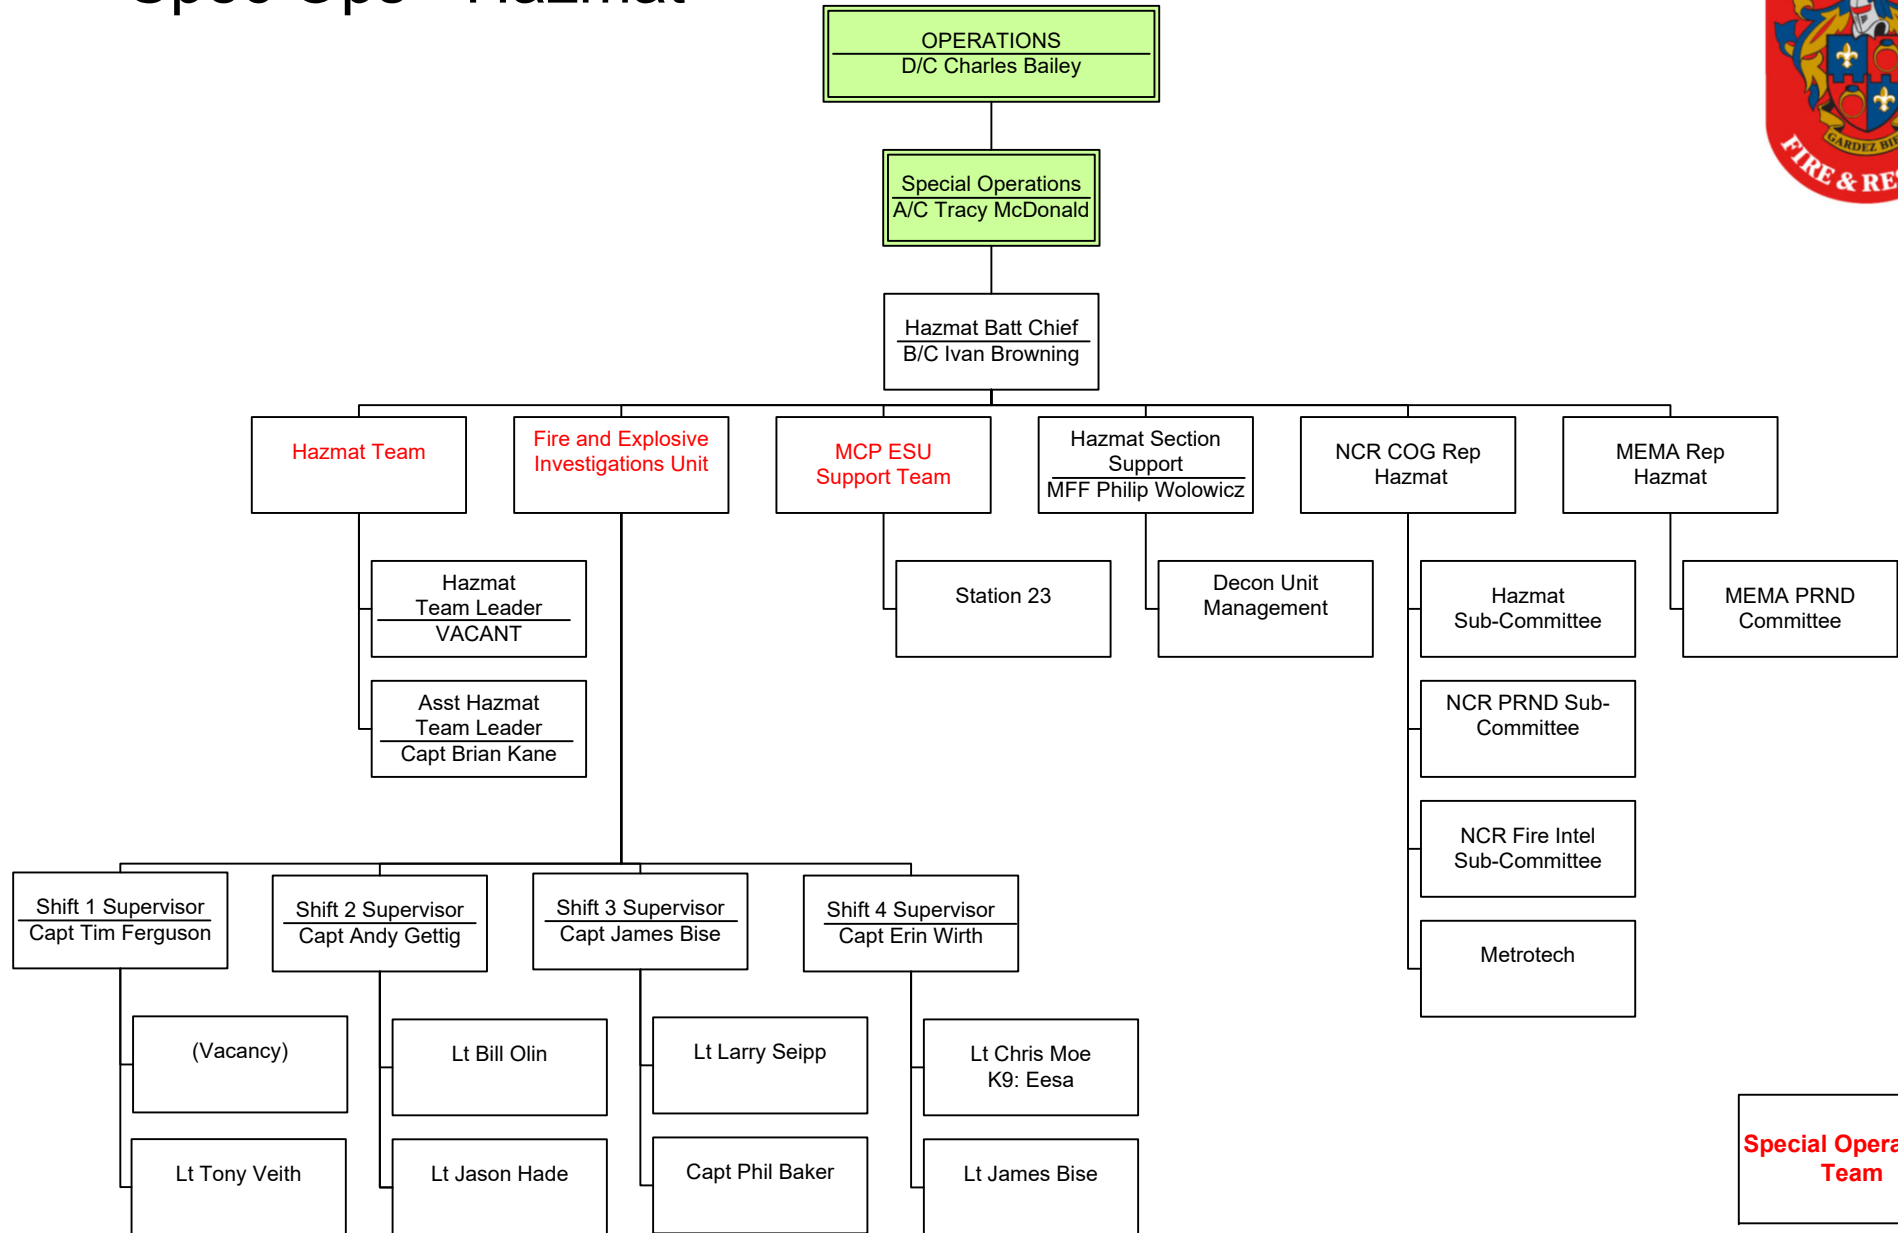 Spec Ops - Hazmat
OPERATIONS
D/C Charles Bailey
GARDEZ
FIRE &
Special Operations
A/C Tracy McDonald
Hazmat Batt Chief
B/C Ivan Browning
Hazmat Team
Fire and Explosive
Investigations Unit
MCP ESU
Support Team
Hazmat Section
Support
MFF Philip Wolowicz
NCR COG Rep
Hazmat
MEMA Rep
Hazmat
Hazmat
Team Leader
VACANT
Station 23
Decon Unit
Management
Hazmat
Sub-Committee
MEMA PRND
Committee
Asst Hazmat
Team Leader
Capt Brian Kane
NCR PRND Sub-
Committee
NCR Fire Intel
Sub-Committee
Metrotech
Shift 1 Supervisor
Capt Tim Ferguson
Shift 2 Supervisor
Capt Andy Gettig
Shift 3 Supervisor
Capt James Bise
Shift 4 Supervisor
Capt Erin Wirth
(Vacancy)
Lt Bill Olin
Lt Larry Seipp
Lt Chris Moe
K9: Eesa
Lt Tony Veith
Lt Jason Hade
Capt Phil Baker
Lt James Bise
Special Opera
Team